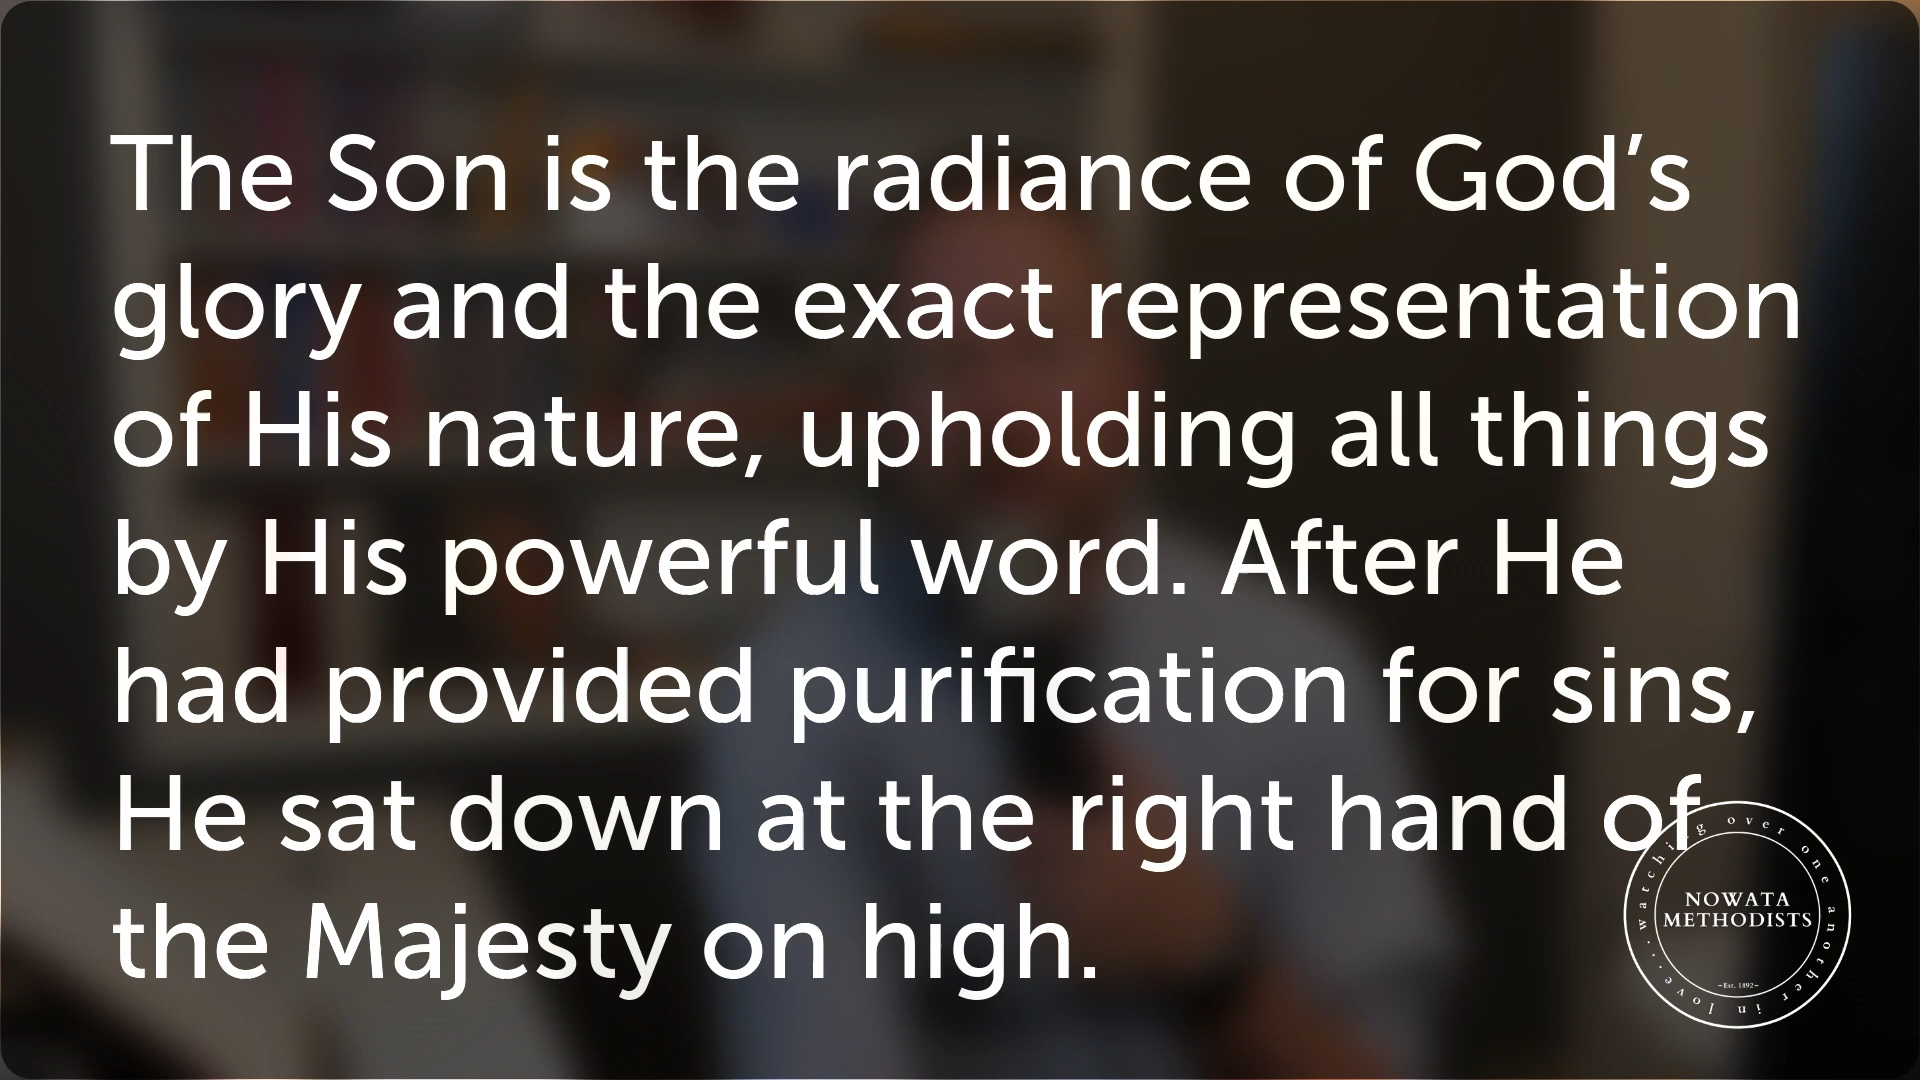 The Son is the radiance of God’s
glory and the exact representation
of His nature, upholding all things
by His powerful word. After He
had provided purification for sins,
He sat down at the right hand of
the Majesty on high.
watching over one another in love...
NOWATA
METHODISTS
~Est. 1892~